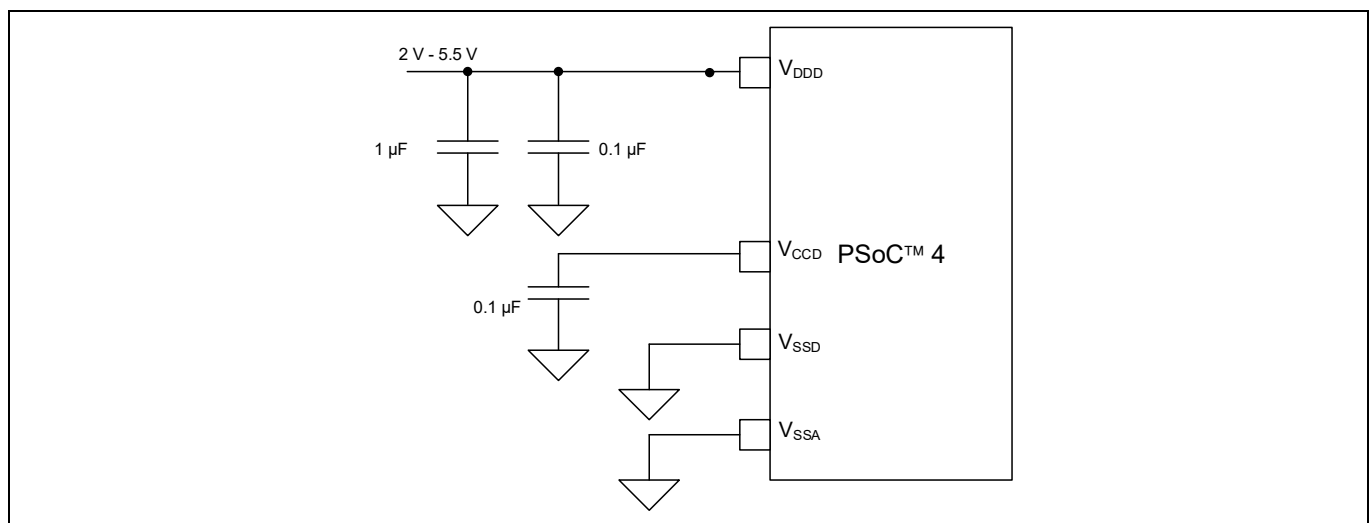 2 V - 5.5 V
VDDD
1 µF
0.1 µF
VCCD
PSoC™ 4
0.1 µF
VSSD
VSSA